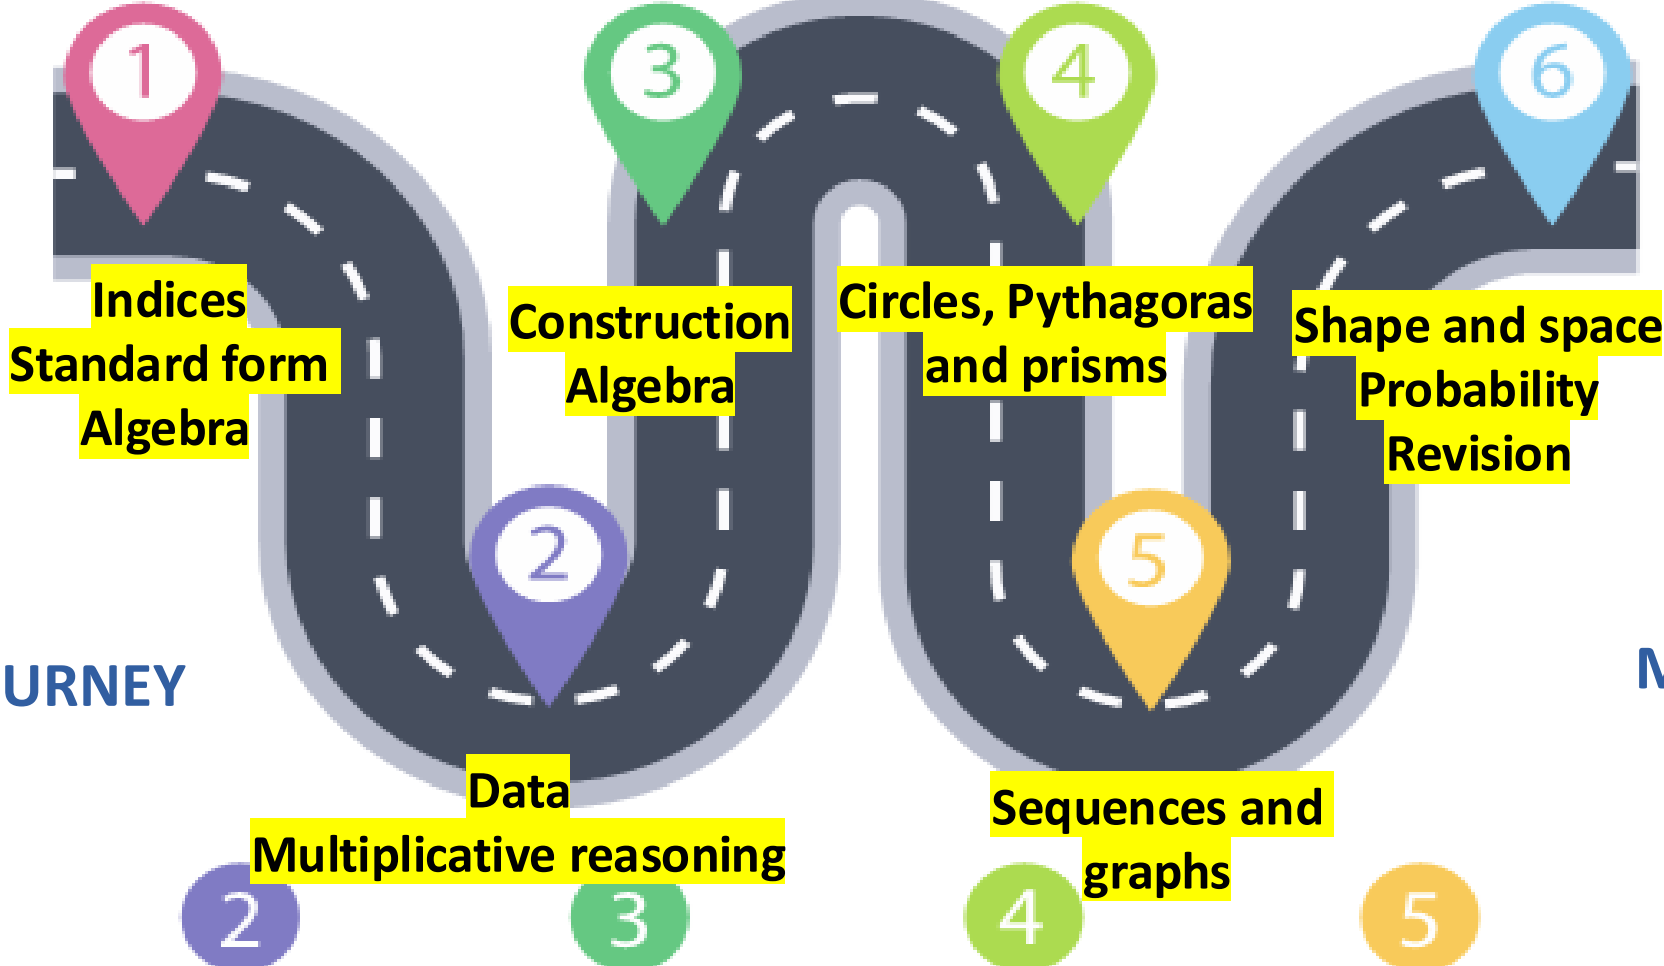 1
3
4
6
Indices
Standard form
Algebra
Construction
Algebra
Circles, Pythagoras
and prisms
Shape and space
Probability
Revision
2
5
URNEY
M
Data
Multiplicative reasoning
Sequences and
graphs
2
3
4
5